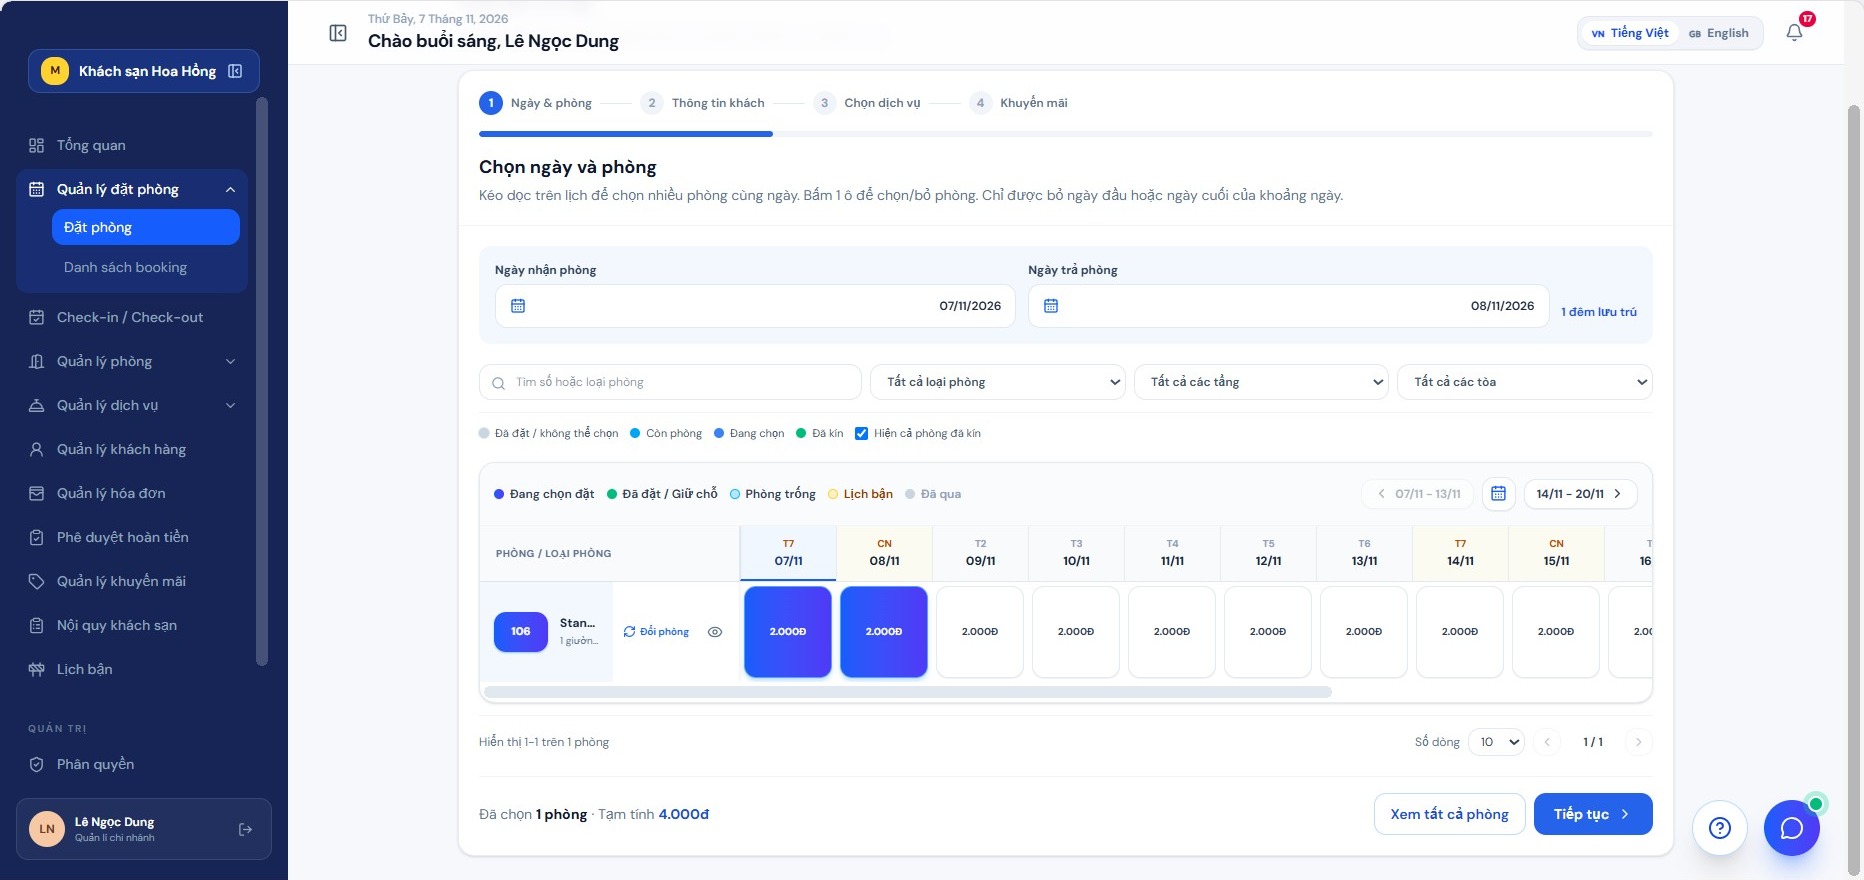 M Khách sạn Hoa Hồng
Tổng quan
Quản lý đặt phòng
Đặt phòng
Danh sách booking
Check-in / Check-out
Quản lý phòng
Quản lý dịch vụ
Quản lý khách hàng
Quản lý hóa đơn
Phê duyệt hoàn tiền
Quản lý khuyến mãi
Nội quy khách sạn
Lịch bận
QUẢN TRỊ
Phân quyền
LN
Lê Ngọc Dung
Quản lí chi nhánh
Thứ Bảy, 7 Tháng 11, 2026
Chào buổi sáng, Lê Ngọc Dung
VN Tiếng Việt GB English
17
1 Ngày & phòng 2 Thông tin khách 3 Chọn dịch vụ 4 Khuyến mãi
Chọn ngày và phòng
Kéo dọc trên lịch để chọn nhiều phòng cùng ngày. Bấm 1 ô để chọn/bỏ phòng. Chỉ được bỏ ngày đầu hoặc ngày cuối của khoảng ngày.
Ngày nhận phòng Ngày trả phòng
07/11/2026 08/11/2026 1 đêm lưu trú
Tìm số hoặc loại phòng Tất cả loại phòng Tất cả các tầng Tất cả các tòa
Đã đặt / không thể chọn Còn phòng Đang chọn Đã kín Hiện cả phòng đã kín
Đang chọn đặt Đã đặt / Giữ chỗ Phòng trống Lịch bận Đã qua 07/11 - 13/11 14/11 - 20/11
PHÒNG / LOẠI PHÒNG
T7 CN T2 T3 T4 T5 T6 T7 CN T
07/11 08/11 09/11 10/11 11/11 12/11 13/11 14/11 15/11 16
106 Stan... Đổi phòng 2.000Đ 2.000Đ 2.000Đ 2.000Đ 2.000Đ 2.000Đ 2.000Đ 2.000Đ 2.000Đ 2.00
1 giườn...
Hiển thị 1-1 trên 1 phòng Số dòng 10 1 / 1
Đã chọn 1 phòng · Tạm tính 4.000đ Xem tất cả phòng Tiếp tục